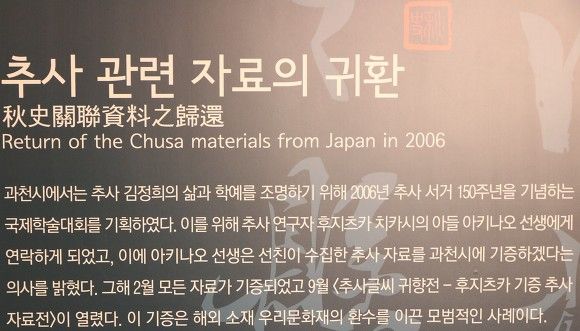 추사 관련 자료의 귀환
秋史關聯資料之歸還
Return of the Chusa materials from Japan in 2006
과천시에서는 추사 김정희의 삶과 학예를 조명하기 위해 2006년 추사 서거 150주년을 기념하는
국제학술대회를 기획하였다. 이를 위해 추사 연구자 후지츠카 치카시의 아들 아키나오 선생에게
연락하게 되었고, 이에 아키나오 선생은 선친이 수집한 추사 자료를 과천시에 기증하겠다는
의사를 밝혔다. 그해 2월 모든 자료가 기증되었고 9월 〈추사글씨 귀향전 – 후지츠카 기증 추사
자료전〉이 열렸다. 이 기증은 해외 소재 우리문화재의 환수를 이끈 모범적인 사례이다.